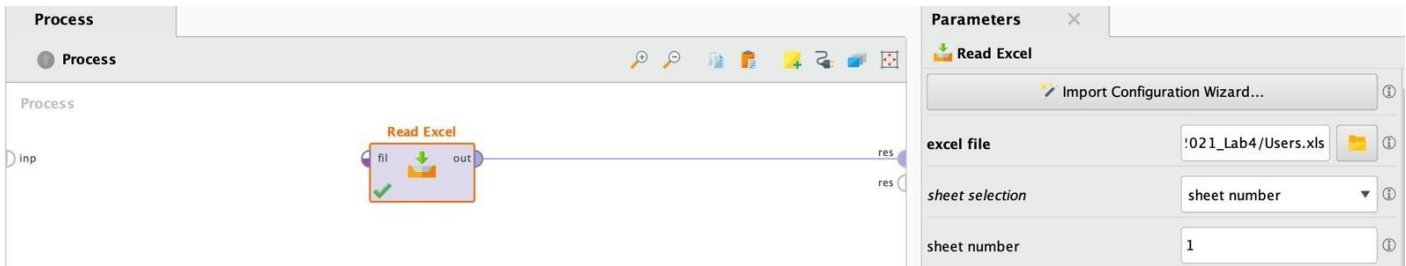 Process
Process
Process
inp
Read Excel
fil
out
res
res
Parameters
Read Excel
Import Configuration Wizard...
excel file
021_Lab4/Users.xls
sheet selection
sheet number
sheet number
1